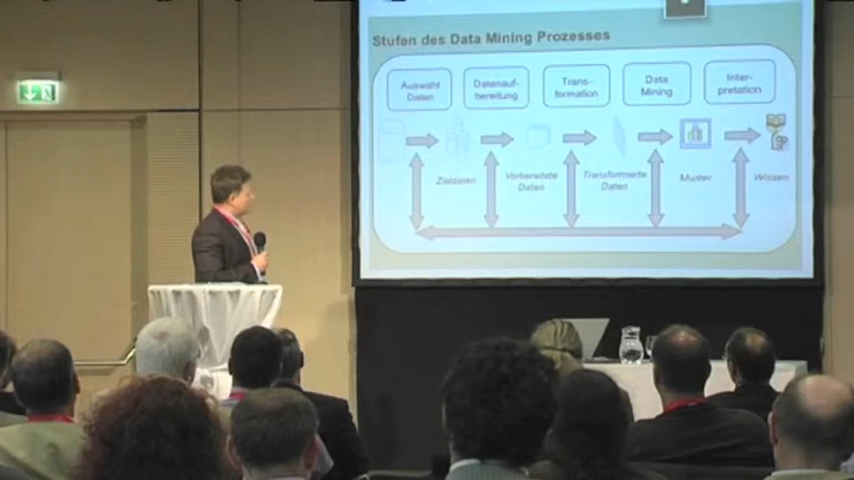 Stufen des Data Mining Prozesses
Auswahl
Daten
Datenauf-
bereitung
Trans-
formation
Data
Mining
Inter-
pretation
Zieldaten
Vorbereitete
Daten
Transformierte
Daten
Muster
Wissen